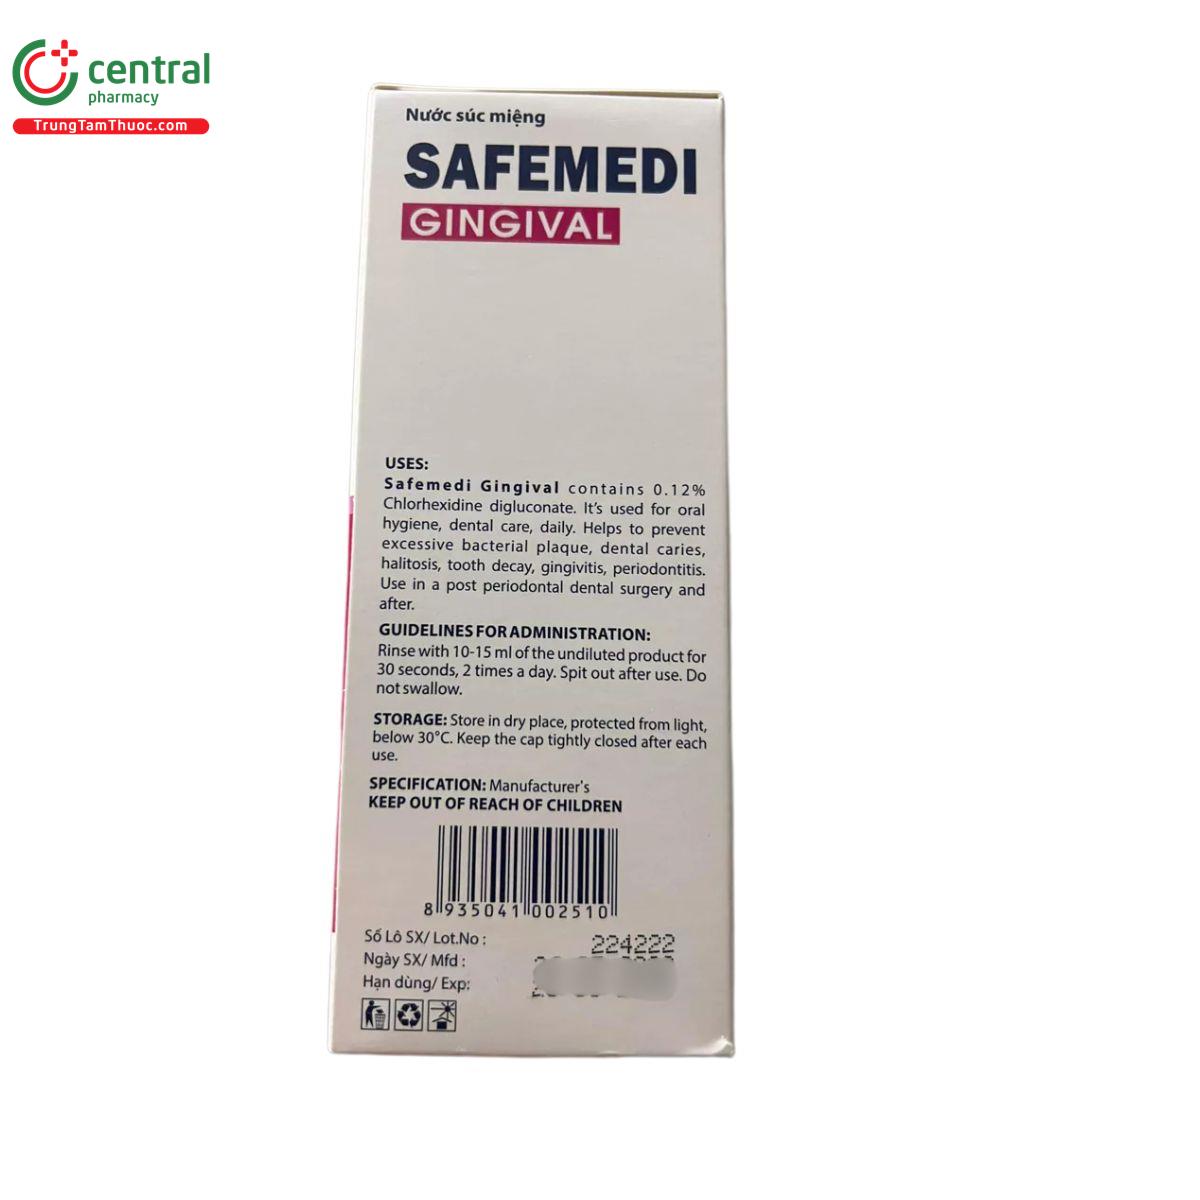 central
pharmacy
TrungTamThuoc.com
Nước súc miệng
SAFEMEDI
GINGIVAL
USES:
Safemedi Gingival contains 0.12%
Chlorhexidine digluconate. It's used for oral
hygiene, dental care, daily. Helps to prevent
excessive bacterial plaque, dental caries,
halitosis, tooth decay, gingivitis, periodontitis.
Use in a post periodontal dental surgery and
after.
GUIDELINES FOR ADMINISTRATION:
Rinse with 10-15 ml of the undiluted product for
30 seconds, 2 times a day. Spit out after use. Do
not swallow.
STORAGE: Store in dry place, protected from light,
below 30°C. Keep the cap tightly closed after each
use.
SPECIFICATION: Manufacturer's
KEEP OUT OF REACH OF CHILDREN
8 935041 002510
Số Lô SX/ Lot.No : 224222
Ngày SX/ Mfd :
Hạn dùng/ Exp: